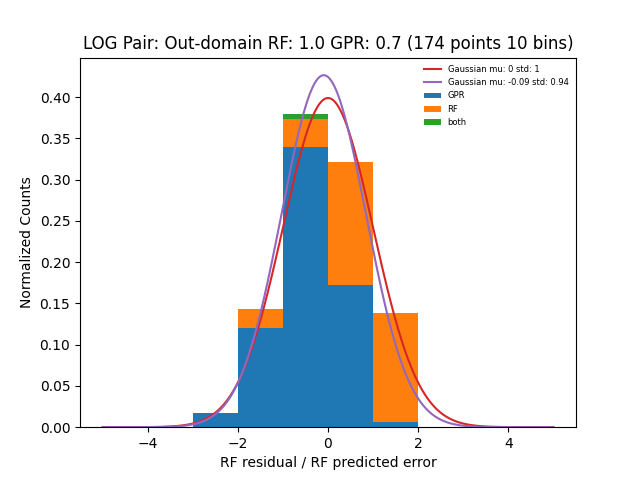 LOG Pair: Out-domain RF: 1.0 GPR: 0.7 (174 points 10 bins)
Gaussian mu: 0 std: 1
Gaussian mu: -0.09 std: 0.94
GPR
RF
both
Normalized Counts
0.40
0.35
0.30
0.25
0.20
0.15
0.10
0.05
0.00
−4
−2
0
2
4
RF residual / RF predicted error